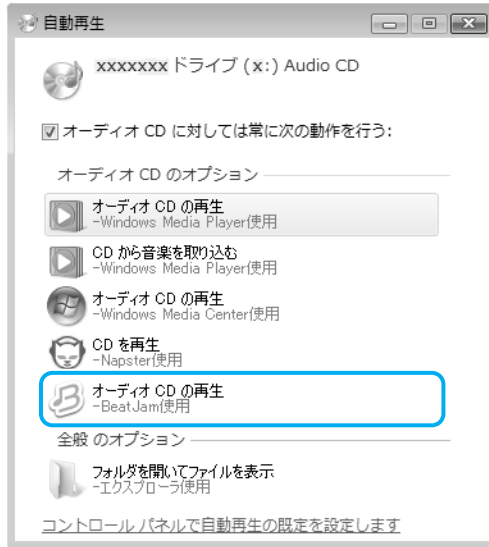 自動再生
xxxxxxx ドライブ (x:) Audio CD
オーディオ CD に対しては常に次の動作を行う:
オーディオ CD のオプション
オーディオ CD の再生
-Windows Media Player使用
CD から音楽を取り込む
-Windows Media Player使用
オーディオ CD の再生
-Windows Media Center使用
CD を再生
-Napster使用
オーディオ CD の再生
-BeatJam使用
全般 のオプション
フォルダを開いてファイルを表示
-エクスプローラ使用
コントロール パネルで自動再生の既定を設定します